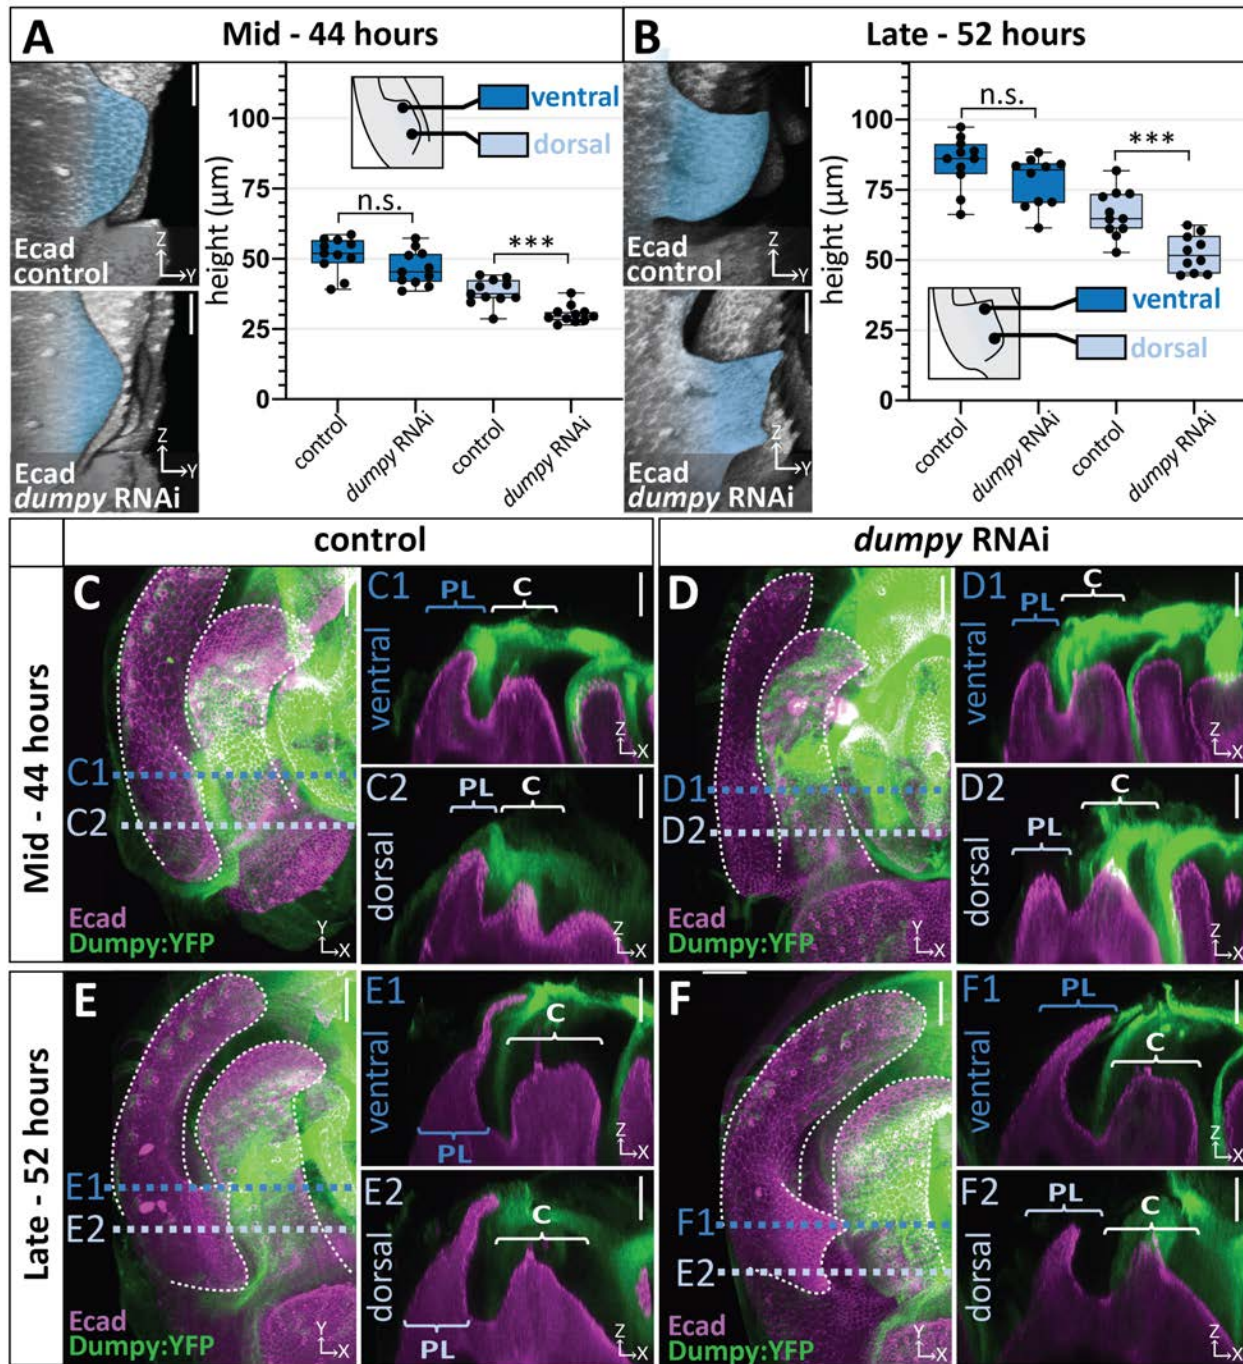 A
Mid - 44 hours
B
Late - 52 hours
Ecad
control
Z
Y
Ecad
dumpy RNAi
Z
Y
height (μm)
100
75
50
25
0
ventral
dorsal
n.s.
***
control
dumpy RNAi
control
dumpy RNAi
Ecad
control
Z
Y
Ecad
dumpy RNAi
Z
Y
height (μm)
100
75
50
25
0
n.s.
***
ventral
dorsal
control
dumpy RNAi
control
dumpy RNAi
control
dumpy RNAi
Mid - 44 hours
C
C1
C2
Ecad
Dumpy:YFP
Y
X
C1
PL
C
ventral
Z
X
C2
PL
C
dorsal
Z
X
D
D1
D2
Ecad
Dumpy:YFP
Y
X
D1
PL
C
ventral
Z
X
D2
PL
C
dorsal
Z
X
Late - 52 hours
E
E1
E2
Ecad
Dumpy:YFP
Y
X
E1
C
ventral
PL
Z
X
E2
C
dorsal
PL
Z
X
F
F1
E2
Ecad
Dumpy:YFP
Y
X
F1
PL
C
ventral
Z
X
F2
PL
C
dorsal
Z
X